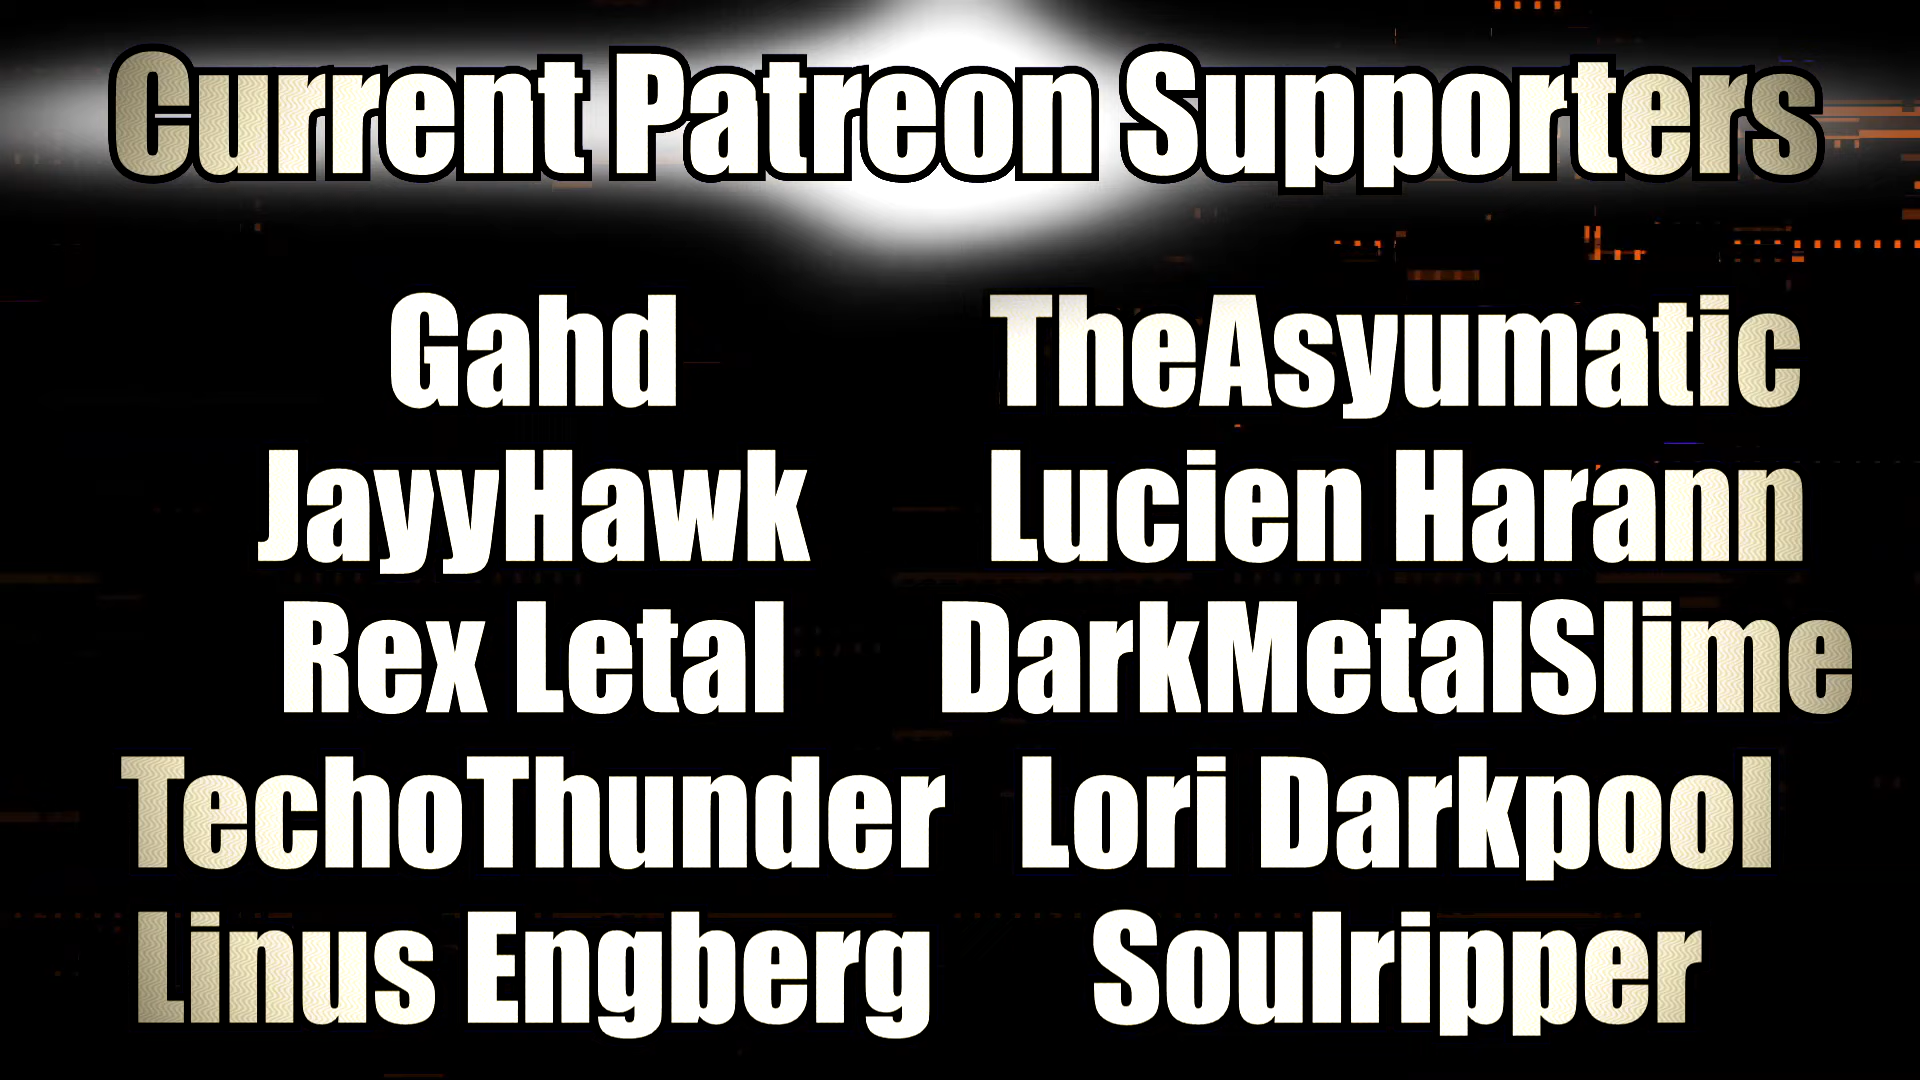 Current Patreon Supporters
Gahd
TheAsyumatic
JayyHawk
Lucien Harann
Rex Letal
DarkMetalSlime
TechoThunder
Lori Darkpool
Linus Engberg
Soulripper